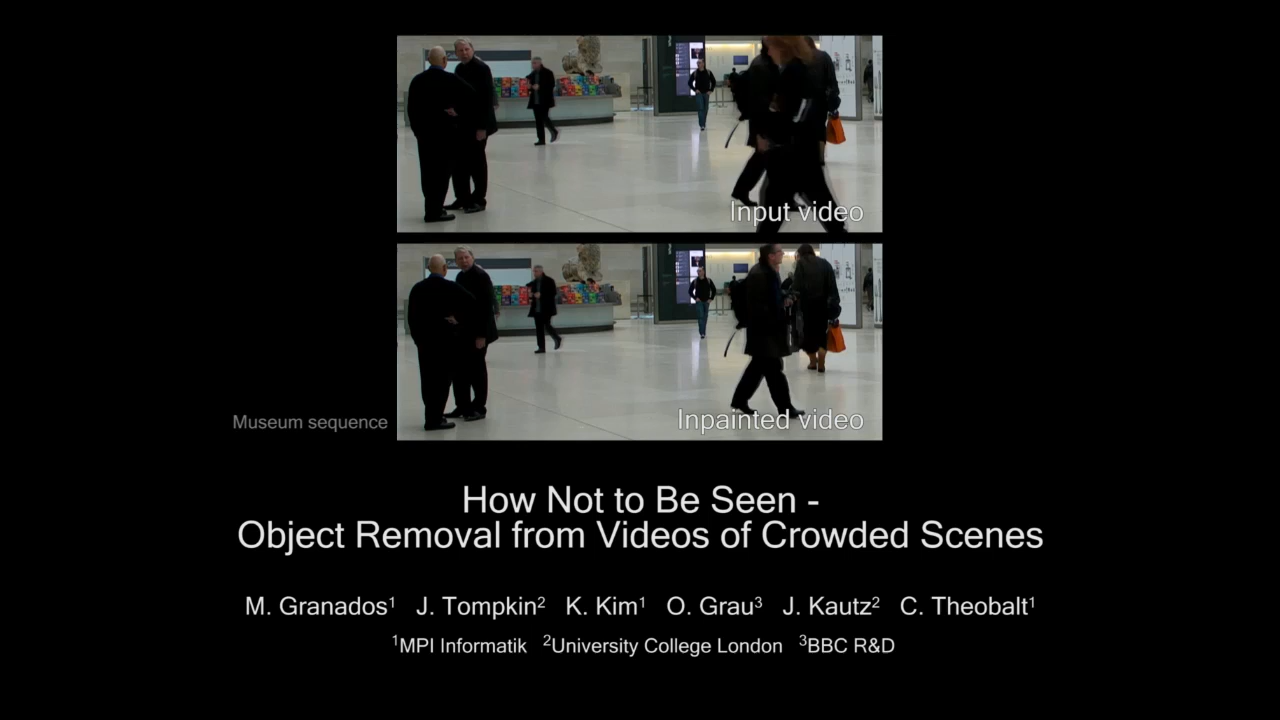 Input video
Inpainted video
Museum sequence
How Not to Be Seen -
Object Removal from Videos of Crowded Scenes
M. Granados¹ J. Tompkin² K. Kim¹ O. Grau³ J. Kautz² C. Theobalt¹
¹MPI Informatik ²University College London ³BBC R&D